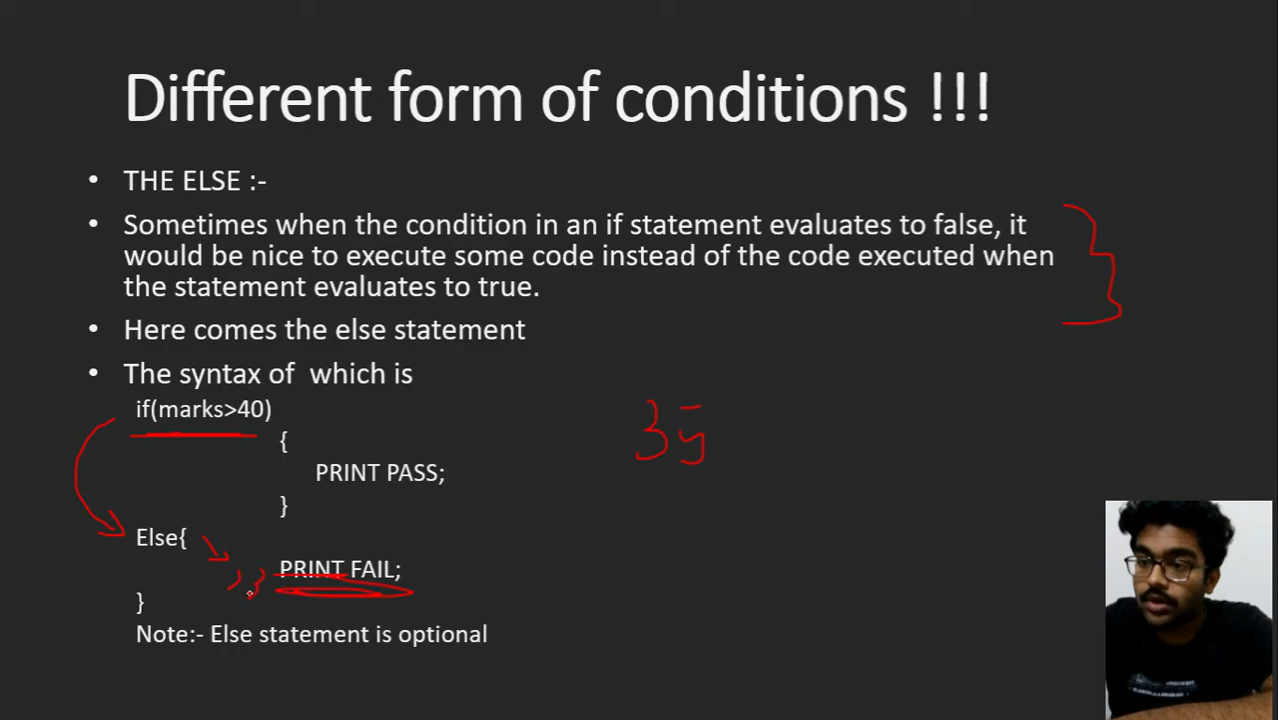 Different form of conditions !!!
• THE ELSE :-
• Sometimes when the condition in an if statement evaluates to false, it
would be nice to execute some code instead of the code executed when
the statement evaluates to true.
• Here comes the else statement
• The syntax of which is
if(marks>40)
{
PRINT PASS;
}
35
Else{
PRINT FAIL;
}
Note:- Else statement is optional